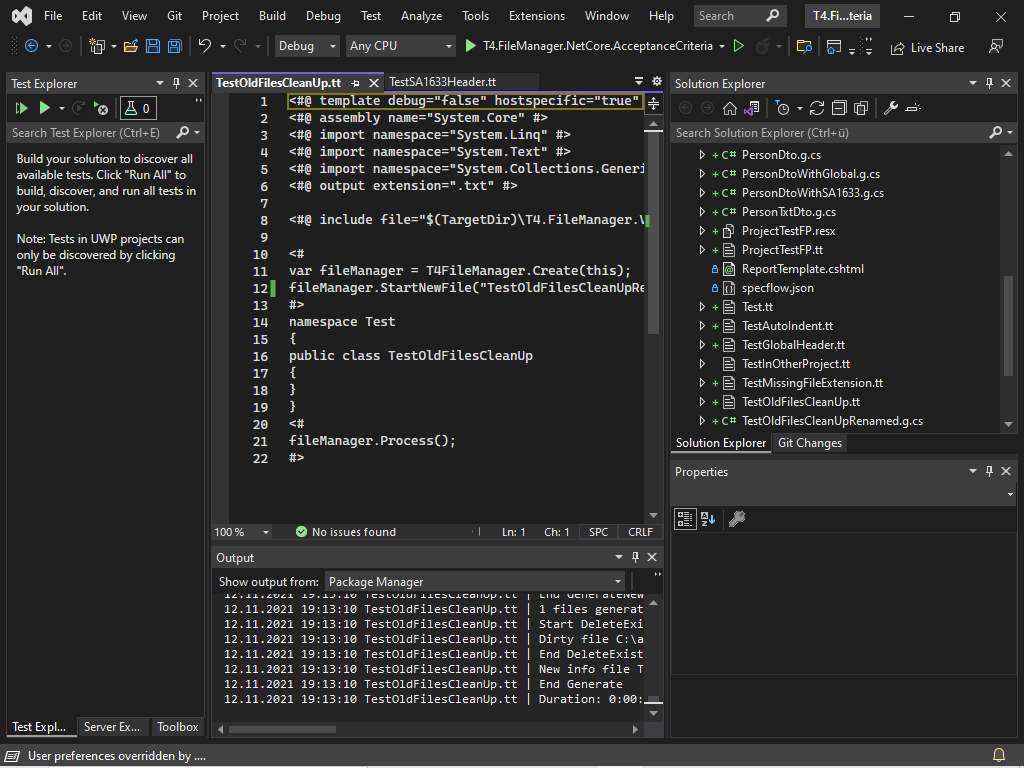 File Edit View Git Project Build Debug Test Analyze Tools Extensions Window Help Search T4.Fi...teria
Debug Any CPU T4.FileManager.NetCore.AcceptanceCriteria Live Share
Test Explorer
0
Search Test Explorer (Ctrl+E)
Build your solution to discover all
available tests. Click "Run All" to
build, discover, and run all tests in
your solution.
Note: Tests in UWP projects can
only be discovered by clicking
"Run All".
Test Expl... Server Ex... Toolbox
TestOldFilesCleanUp.tt TestSA1633Header.tt
1 <#@ template debug="false" hostspecific="true"
2 <#@ assembly name="System.Core" #>
3 <#@ import namespace="System.Linq" #>
4 <#@ import namespace="System.Text" #>
5 <#@ import namespace="System.Collections.Generi
6 <#@ output extension=".txt" #>
7
8 <#@ include file="$(TargetDir)\T4.FileManager.\
9
10 <#
11 var fileManager = T4FileManager.Create(this);
12 fileManager.StartNewFile("TestOldFilesCleanUpRe
13 #>
14 namespace Test
15 {
16 public class TestOldFilesCleanUp
17 {
18 }
19 }
20 <#
21 fileManager.Process();
22 #>
100 % No issues found Ln: 1 Ch: 1 SPC CRLF
Output
Show output from: Package Manager
12.11.2021 19:13:10 TestOldFilesCleanUp.tt | End GenerateNew
12.11.2021 19:13:10 TestOldFilesCleanUp.tt | 1 files generat
12.11.2021 19:13:10 TestOldFilesCleanUp.tt | Start DeleteExi
12.11.2021 19:13:10 TestOldFilesCleanUp.tt | Dirty file C:\a
12.11.2021 19:13:10 TestOldFilesCleanUp.tt | End DeleteExist
12.11.2021 19:13:10 TestOldFilesCleanUp.tt | New info file T
12.11.2021 19:13:10 TestOldFilesCleanUp.tt | End Generate
12.11.2021 19:13:10 TestOldFilesCleanUp.tt | Duration: 0:00:
Solution Explorer
Search Solution Explorer (Ctrl+ü)
C# PersonDto.g.cs
C# PersonDtoWithGlobal.g.cs
C# PersonDtoWithSA1633.g.cs
C# PersonTxtDto.g.cs
ProjectTestFP.resx
ProjectTestFP.tt
ReportTemplate.cshtml
specflow.json
Test.tt
TestAutoIndent.tt
TestGlobalHeader.tt
TestInOtherProject.tt
TestMissingFileExtension.tt
TestOldFilesCleanUp.tt
C# TestOldFilesCleanUpRenamed.g.cs
Solution Explorer Git Changes
Properties
User preferences overridden by ....